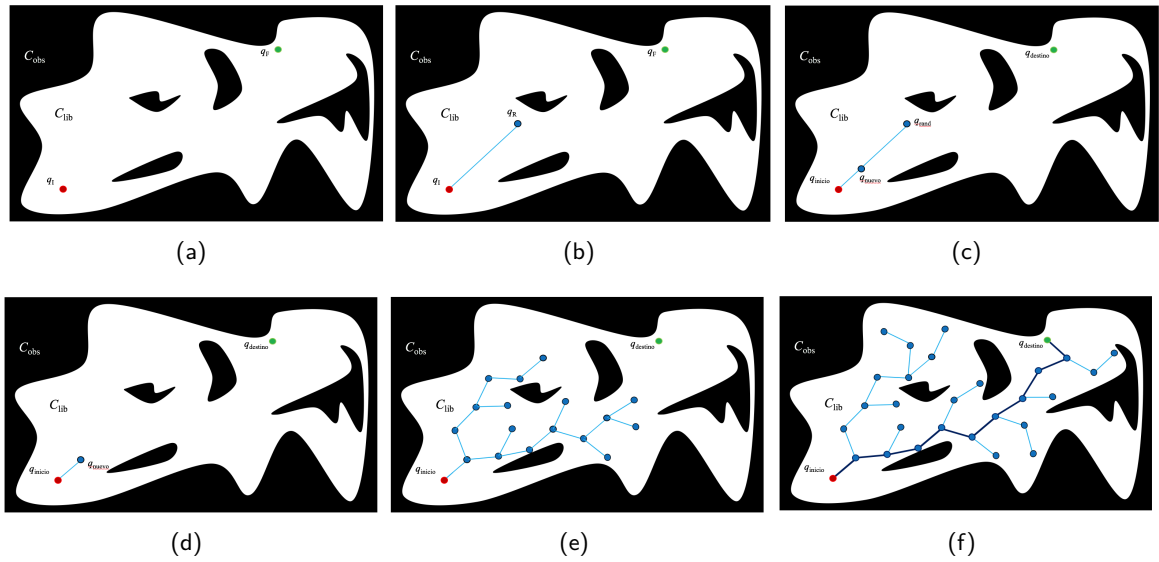 C_obs
q_F
C_lib
q_I
(a)
C_obs
q_F
C_lib
q_R
q_I
(b)
C_obs
q_destino
C_lib
q_rand
q_inicio
q_nuevo
(c)
C_obs
q_destino
C_lib
q_inicio
q_nuevo
(d)
C_obs
q_destino
C_lib
q_inicio
(e)
C_obs
q_destino
C_lib
q_inicio
(f)